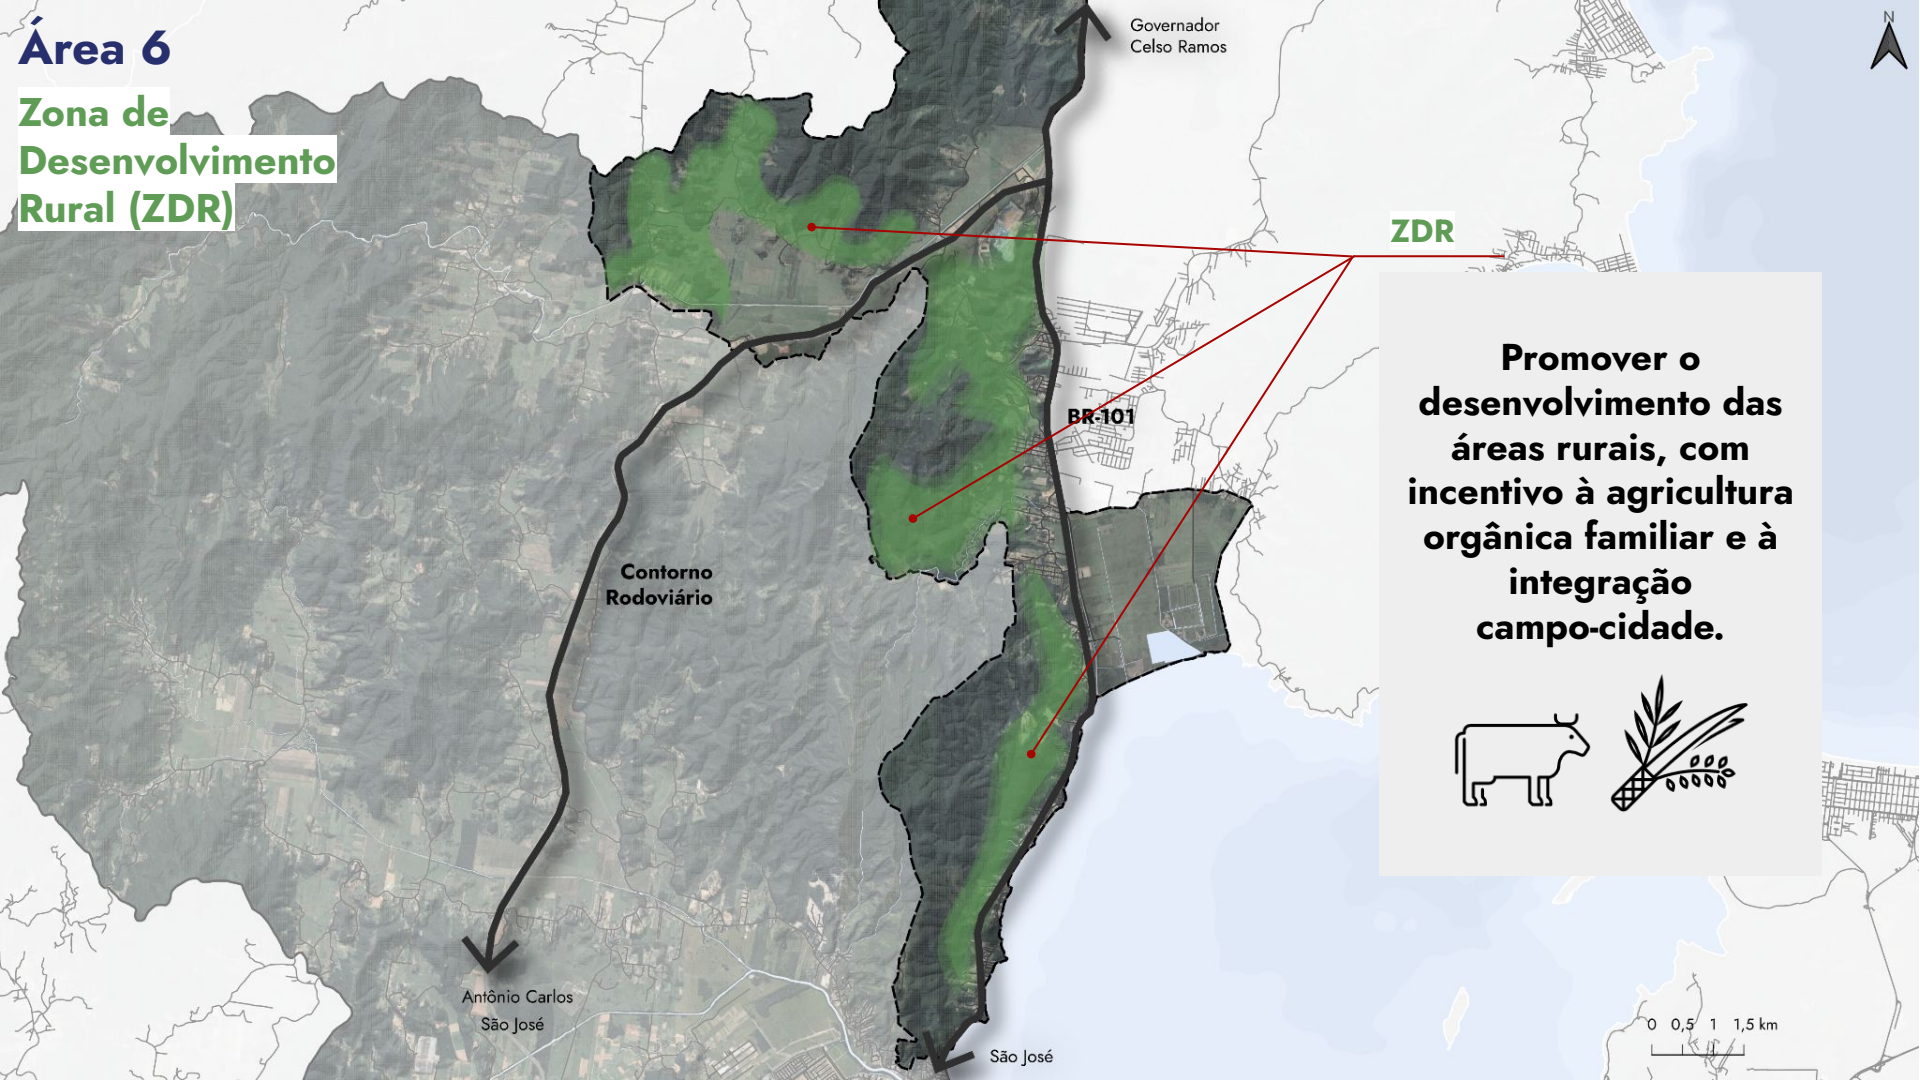 Área 6
Zona de
Desenvolvimento
Rural (ZDR)
Governador
Celso Ramos
N
ZDR
Promover o
desenvolvimento das
áreas rurais, com
incentivo à agricultura
orgânica familiar e à
integração
campo-cidade.
BR-101
Contorno
Rodoviário
Antônio Carlos
São José
São José
0 0,5 1 1,5 km